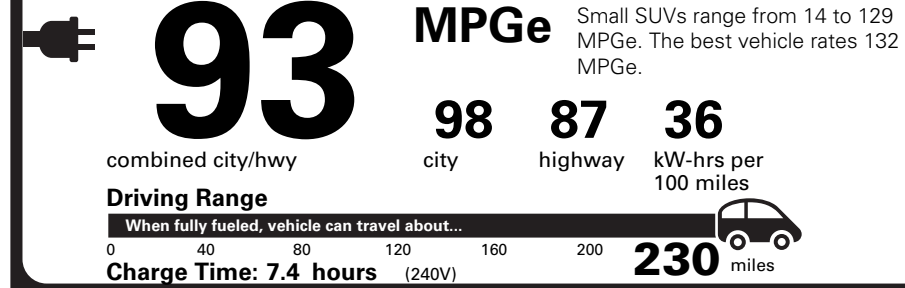 93
MPGe
Small SUVs range from 14 to 129
MPGe. The best vehicle rates 132
MPGe.
98 87 36
combined city/hwy city highway kW-hrs per
100 miles
Driving Range
When fully fueled, vehicle can travel about...
0 40 80 120 160 200 230 miles
Charge Time: 7.4 hours (240V)